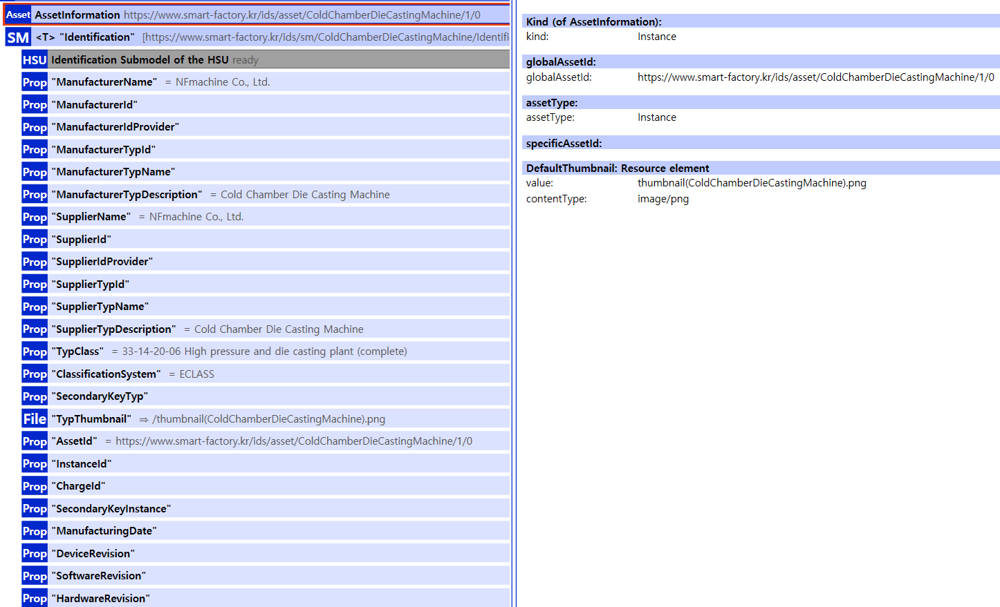 Asset AssetInformation https://www.smart-factory.kr/ids/asset/ColdChamberDieCastingMachine/1/0
SM <T> "Identification" [https://www.smart-factory.kr/ids/sm/ColdChamberDieCastingMachine/Identifi
HSU Identification Submodel of the HSU ready
Prop "ManufacturerName" = NFmachine Co., Ltd.
Prop "ManufacturerId"
Prop "ManufacturerIdProvider"
Prop "ManufacturerTypId"
Prop "ManufacturerTypName"
Prop "ManufacturerTypDescription" = Cold Chamber Die Casting Machine
Prop "SupplierName" = NFmachine Co., Ltd.
Prop "SupplierId"
Prop "SupplierIdProvider"
Prop "SupplierTypId"
Prop "SupplierTypName"
Prop "SupplierTypDescription" = Cold Chamber Die Casting Machine
Prop "TypClass" = 33-14-20-06 High pressure and die casting plant (complete)
Prop "ClassificationSystem" = ECLASS
Prop "SecondaryKeyTyp"
File "TypThumbnail" ⇒ /thumbnail(ColdChamberDieCastingMachine).png
Prop "AssetId" = https://www.smart-factory.kr/ids/asset/ColdChamberDieCastingMachine/1/0
Prop "InstanceId"
Prop "ChargeId"
Prop "SecondaryKeyInstance"
Prop "ManufacturingDate"
Prop "DeviceRevision"
Prop "SoftwareRevision"
Prop "HardwareRevision"
Kind (of AssetInformation):
kind: Instance
globalAssetId:
globalAssetId: https://www.smart-factory.kr/ids/asset/ColdChamberDieCastingMachine/1/0
assetType:
assetType: Instance
specificAssetId:
DefaultThumbnail: Resource element
value: thumbnail(ColdChamberDieCastingMachine).png
contentType: image/png